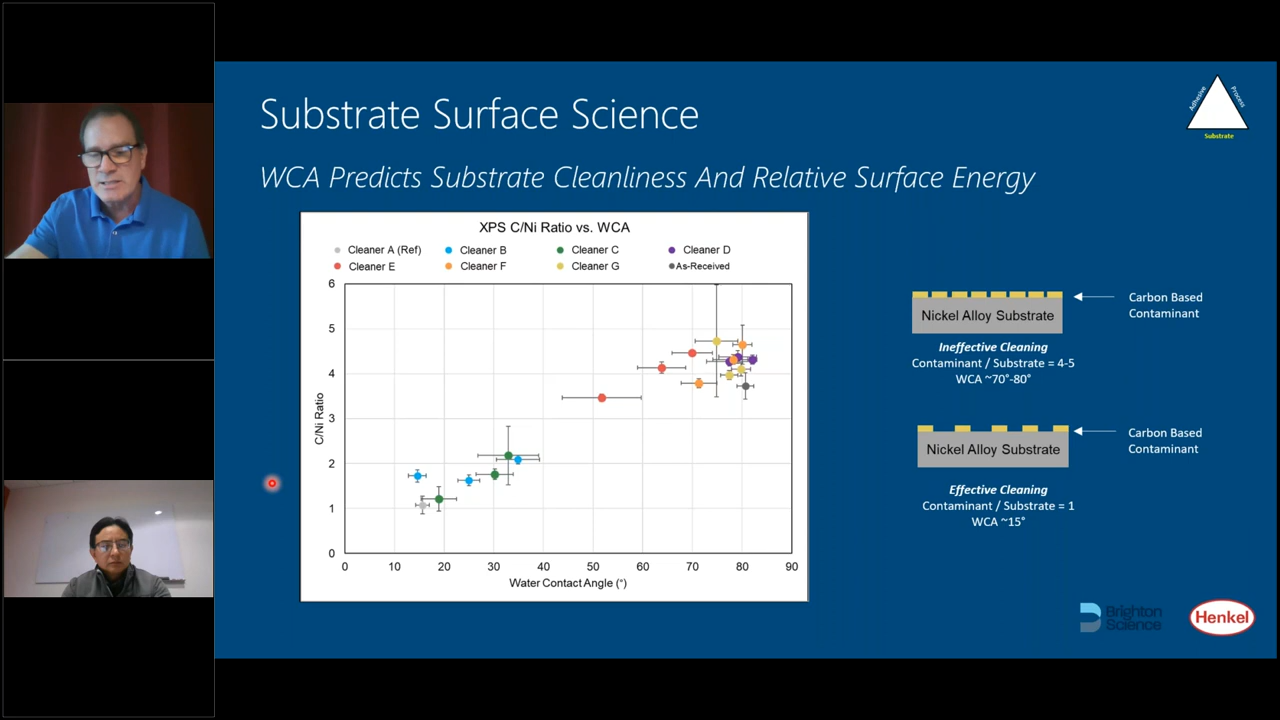 Substrate Surface Science
WCA Predicts Substrate Cleanliness And Relative Surface Energy
Adhesive
Process
Substrate
XPS C/Ni Ratio vs. WCA
Cleaner A (Ref)
Cleaner B
Cleaner C
Cleaner D
Cleaner E
Cleaner F
Cleaner G
As-Received
C/Ni Ratio
6
5
4
3
2
1
0
0 10 20 30 40 50 60 70 80 90
Water Contact Angle (°)
Carbon Based
Contaminant
Nickel Alloy Substrate
Ineffective Cleaning
Contaminant / Substrate = 4-5
WCA ~70°-80°
Carbon Based
Contaminant
Nickel Alloy Substrate
Effective Cleaning
Contaminant / Substrate = 1
WCA ~15°
Brighton
Science
Henkel